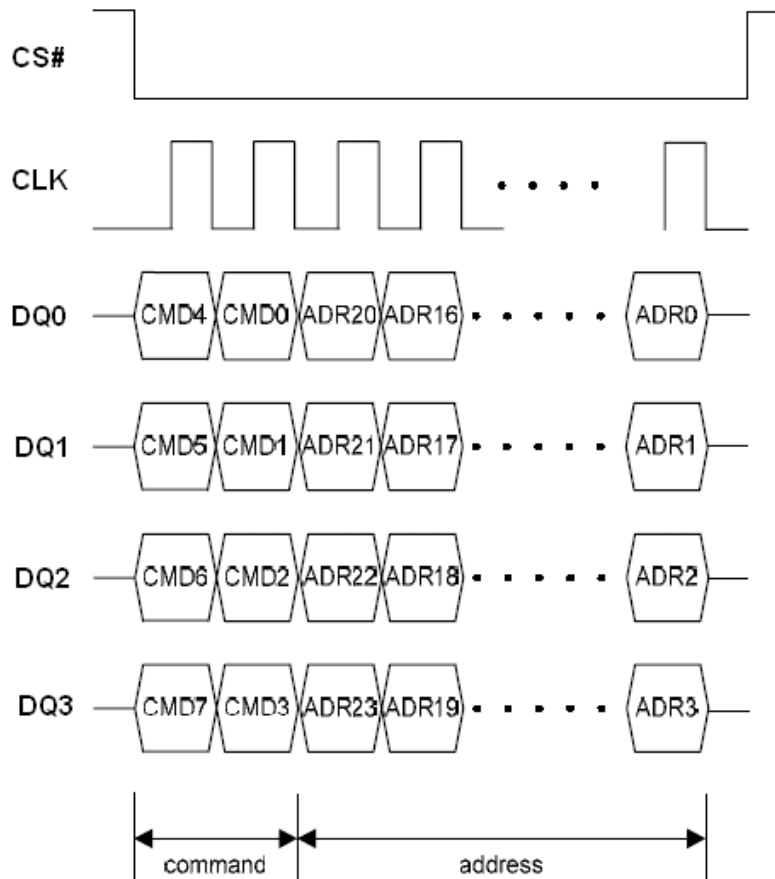 CS#
CLK
DQ0 CMD4 CMD0 ADR20 ADR16 ADR0
DQ1 CMD5 CMD1 ADR21 ADR17 ADR1
DQ2 CMD6 CMD2 ADR22 ADR18 ADR2
DQ3 CMD7 CMD3 ADR23 ADR19 ADR3
command address